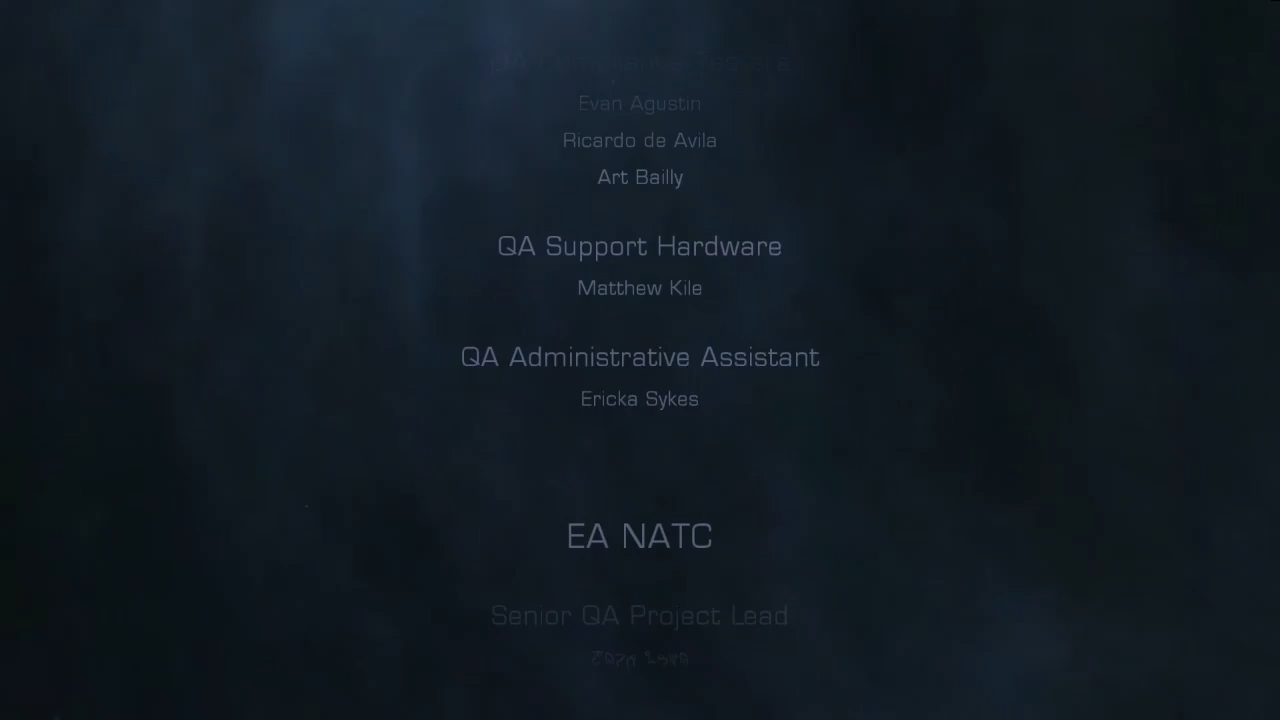 Evan Agustin
Ricardo de Avila
Art Bailly
QA Support Hardware
Matthew Kile
QA Administrative Assistant
Ericka Sykes
EA NATC
Senior QA Project Lead